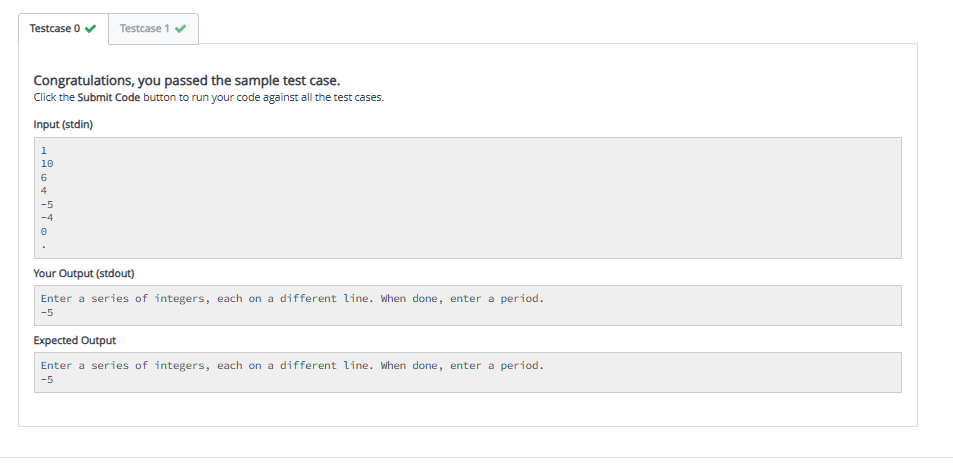 Testcase 0 ✔ Testcase 1 ✔
Congratulations, you passed the sample test case.
Click the Submit Code button to run your code against all the test cases.
Input (stdin)
1
10
6
4
-5
-4
0
.
Your Output (stdout)
Enter a series of integers, each on a different line. When done, enter a period.
-5
Expected Output
Enter a series of integers, each on a different line. When done, enter a period.
-5